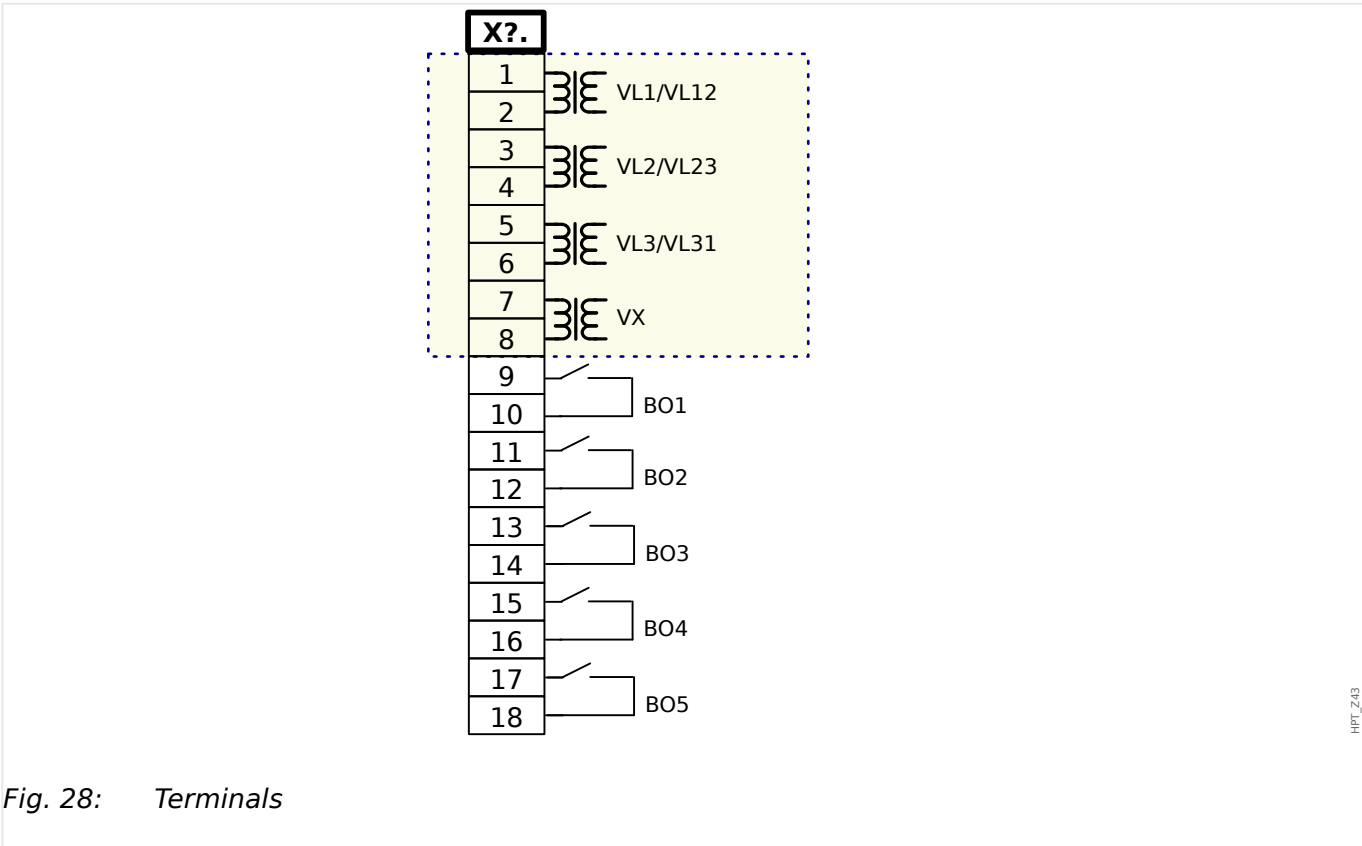 X?.
1
2
VL1/VL12
3
4
VL2/VL23
5
6
VL3/VL31
7
8
VX
9
10
BO1
11
12
BO2
13
14
BO3
15
16
BO4
17
18
BO5
HPT_Z43
Fig. 28: Terminals